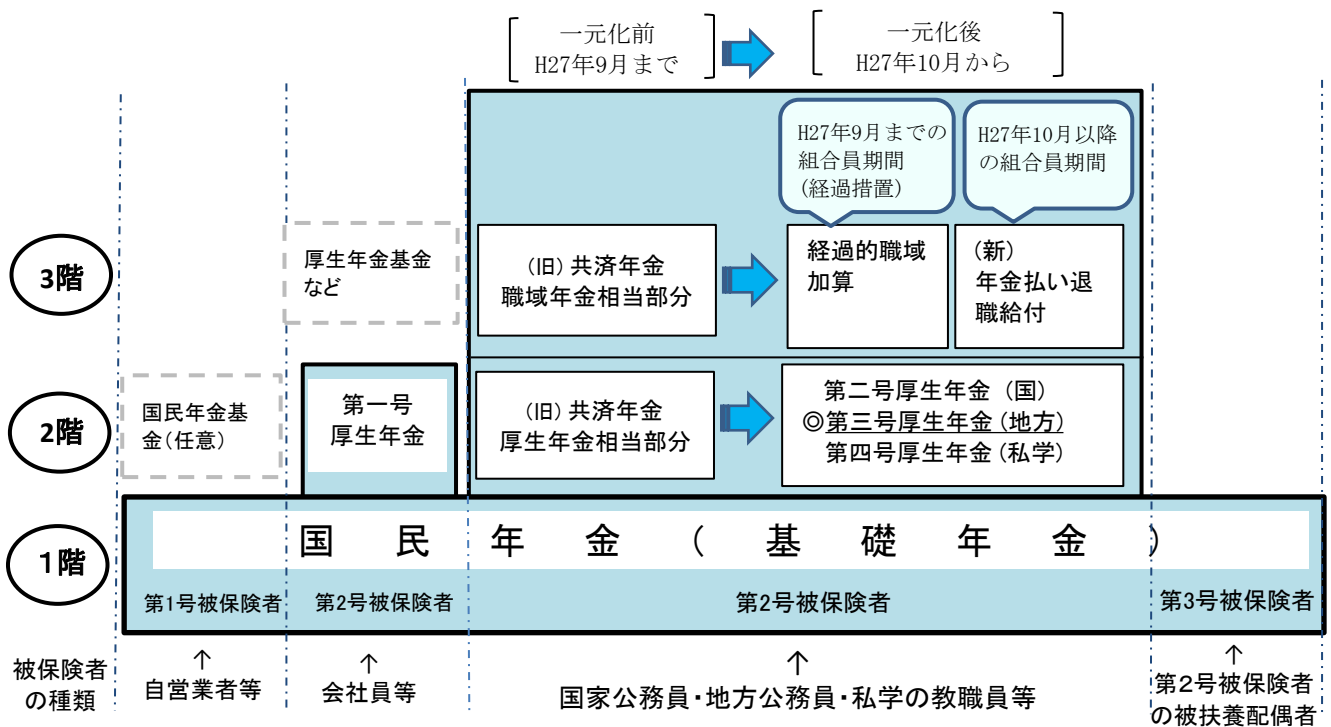 一元化前
H27年9月まで
一元化後
H27年10月から
H27年9月までの
組合員期間
(経過措置)
H27年10月以降
の組合員期間
3階
厚生年金基金
など
(旧)共済年金
職域年金相当部分
経過的職域
加算
(新)
年金払い退
職給付
2階
国民年金基
金(任意)
第一号
厚生年金
(旧)共済年金
厚生年金相当部分
第二号厚生年金(国)
◎第三号厚生年金(地方)
第四号厚生年金(私学)
1階
国民年金(基礎年金)
第1号被保険者
第2号被保険者
第2号被保険者
第3号被保険者
被保険者
の種類
↑
自営業者等
↑
会社員等
↑
国家公務員・地方公務員・私学の教職員等
↑
第2号被保険者
の被扶養配偶者